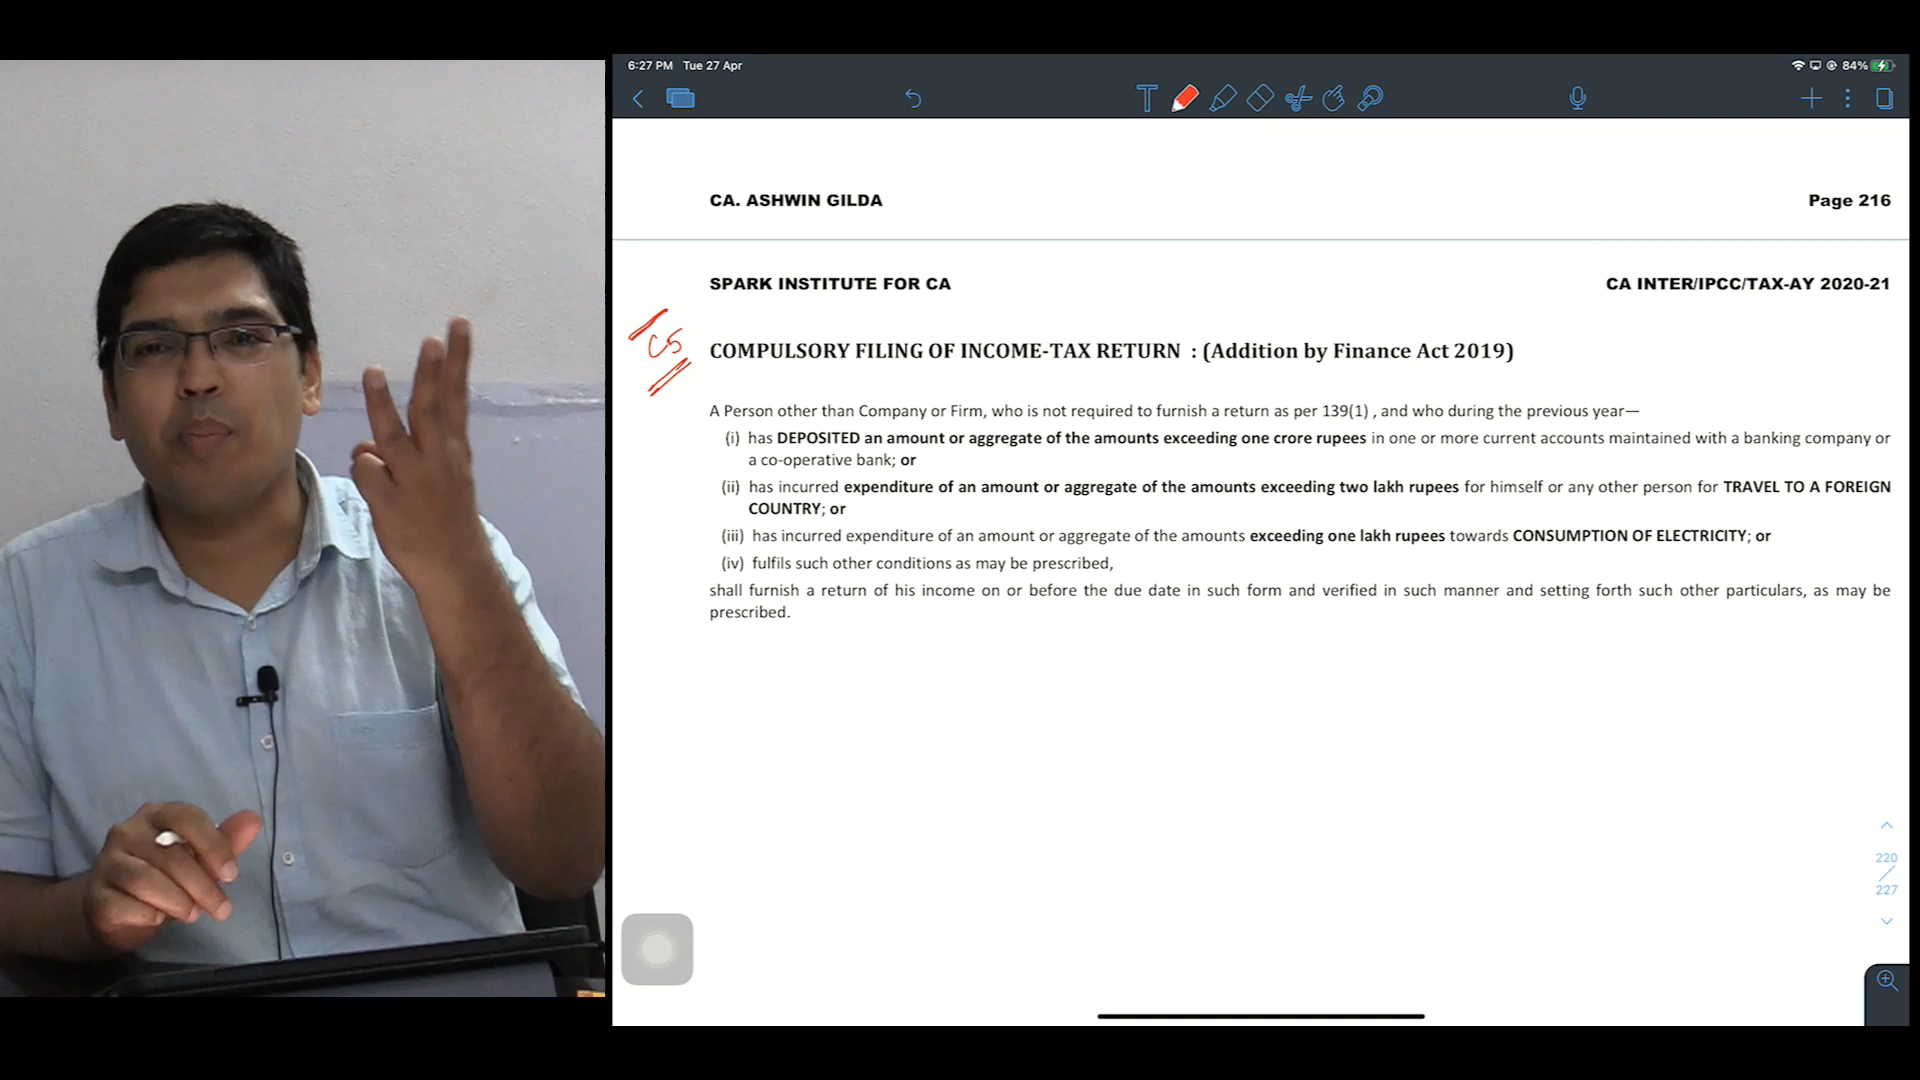 6:27 PM Tue 27 Apr
84%
CA. ASHWIN GILDA
Page 216
SPARK INSTITUTE FOR CA
CA INTER/IPCC/TAX-AY 2020-21
C5
COMPULSORY FILING OF INCOME-TAX RETURN : (Addition by Finance Act 2019)
A Person other than Company or Firm, who is not required to furnish a return as per 139(1) , and who during the previous year—
(i) has DEPOSITED an amount or aggregate of the amounts exceeding one crore rupees in one or more current accounts maintained with a banking company or
a co-operative bank; or
(ii) has incurred expenditure of an amount or aggregate of the amounts exceeding two lakh rupees for himself or any other person for TRAVEL TO A FOREIGN
COUNTRY; or
(iii) has incurred expenditure of an amount or aggregate of the amounts exceeding one lakh rupees towards CONSUMPTION OF ELECTRICITY; or
(iv) fulfils such other conditions as may be prescribed,
shall furnish a return of his income on or before the due date in such form and verified in such manner and setting forth such other particulars, as may be
prescribed.
220
/
227